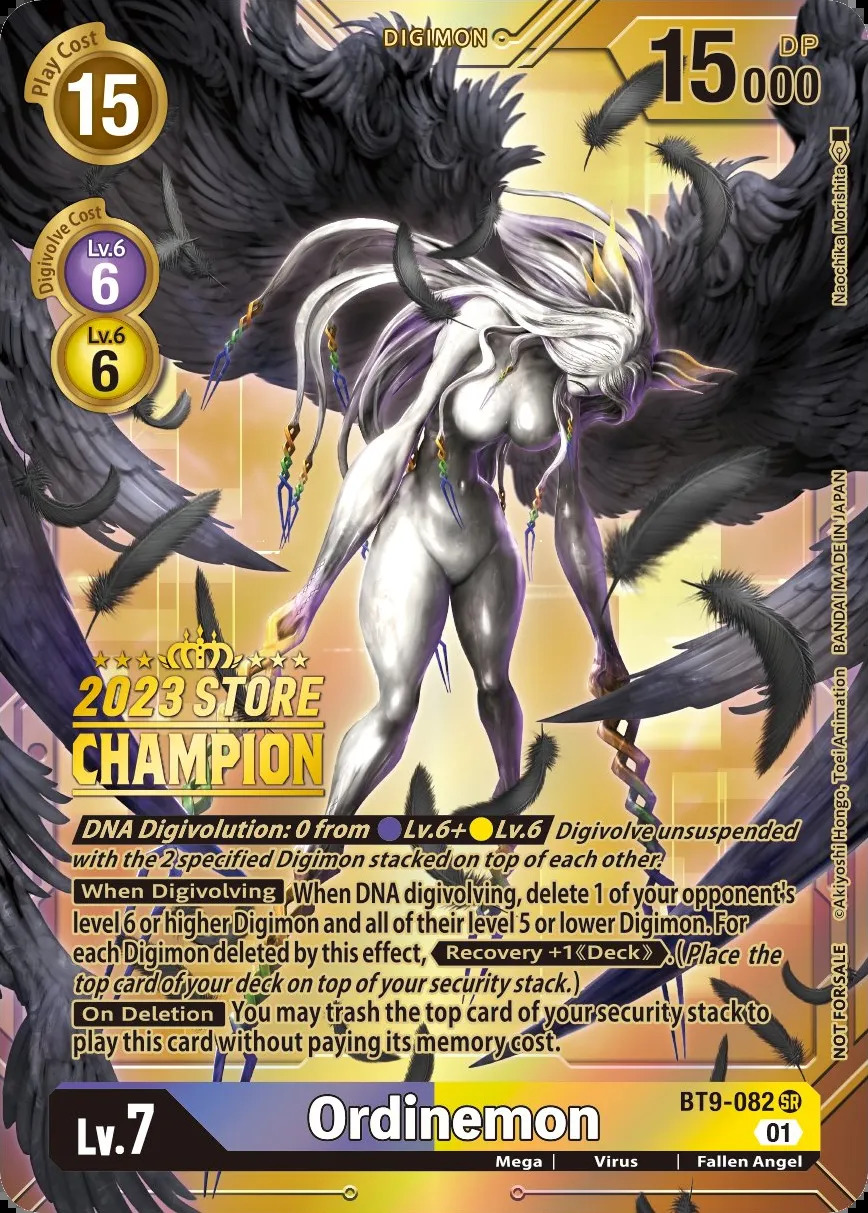 DIGIMON
Play Cost
15
DP
15000
Digivolve Cost
Lv.6
6
Lv.6
6
Naochika Morishita
©Akiyoshi Hongo, Toei Animation BANDAI MADE IN JAPAN
NOT FOR SALE
2023 STORE
CHAMPION
DNA Digivolution: 0 from Lv.6+ Lv.6 Digivolve unsuspended
with the 2 specified Digimon stacked on top of each other.
When Digivolving When DNA digivolving, delete 1 of your opponent's
level 6 or higher Digimon and all of their level 5 or lower Digimon. For
each Digimon deleted by this effect, Recovery +1《Deck》. (Place the
top card of your deck on top of your security stack.)
On Deletion You may trash the top card of your security stack to
play this card without paying its memory cost.
Lv.7
Ordinemon
BT9-082 SR
01
Mega | Virus | Fallen Angel